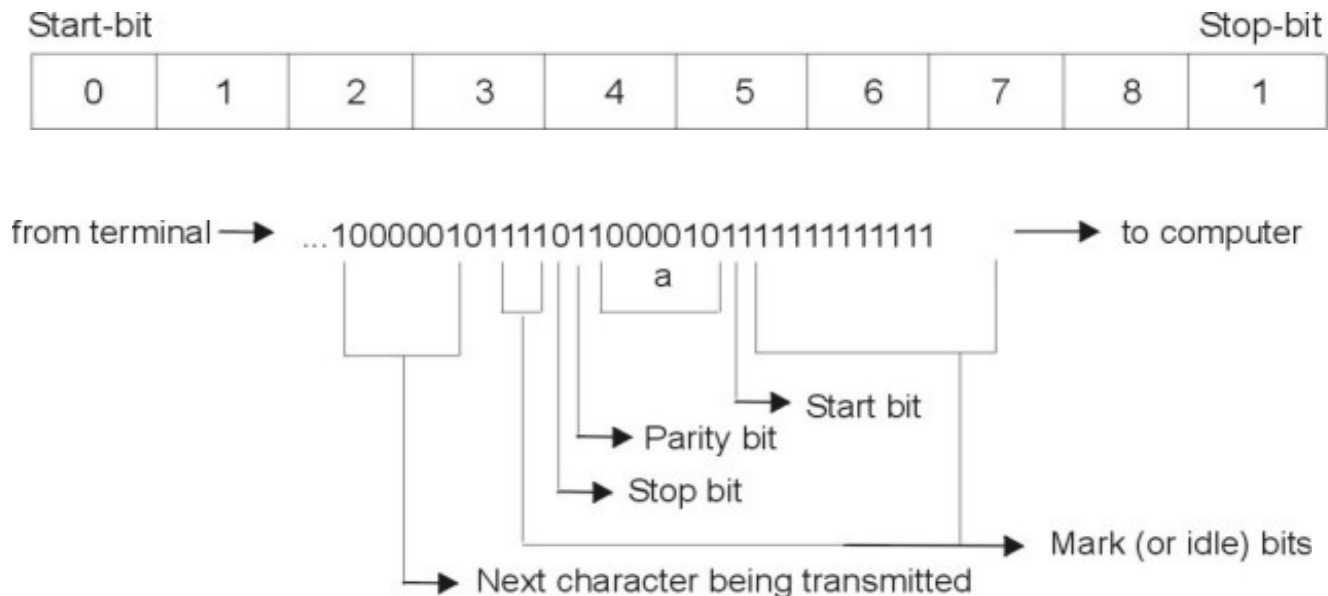 Start-bit Stop-bit
0 1 2 3 4 5 6 7 8 1
from terminal ...1000001011110110000101111111111111 to computer
a
Start bit
Parity bit
Stop bit
Mark (or idle) bits
Next character being transmitted